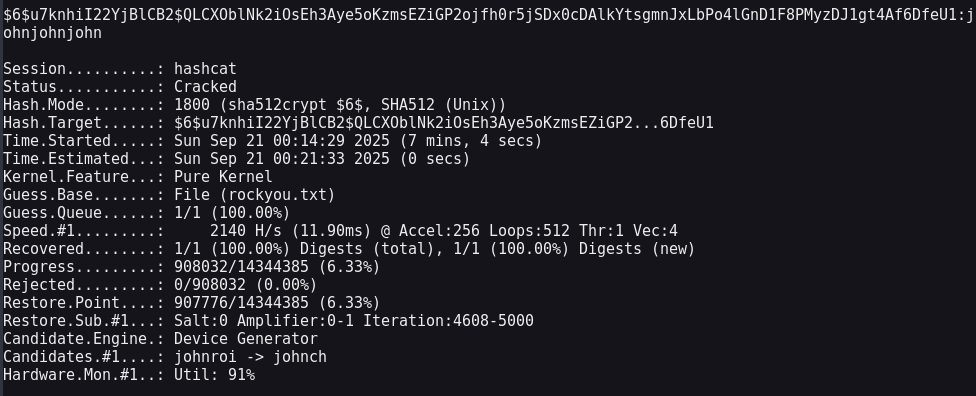 $6$u7knhiI22YjBlCB2$QLCXOblNk2iOsEh3Aye5oKzmsEZiGP2ojfh0r5jSDx0cDAlkYtsgmnJxLbPo4lGnD1F8PMyzDJ1gt4Af6DfeU1:j
ohnjohnjohn

Session..........: hashcat
Status...........: Cracked
Hash.Mode........: 1800 (sha512crypt $6$, SHA512 (Unix))
Hash.Target......: $6$u7knhiI22YjBlCB2$QLCXOblNk2iOsEh3Aye5oKzmsEZiGP2...6DfeU1
Time.Started.....: Sun Sep 21 00:14:29 2025 (7 mins, 4 secs)
Time.Estimated...: Sun Sep 21 00:21:33 2025 (0 secs)
Kernel.Feature...: Pure Kernel
Guess.Base.......: File (rockyou.txt)
Guess.Queue......: 1/1 (100.00%)
Speed.#1.........:     2140 H/s (11.90ms) @ Accel:256 Loops:512 Thr:1 Vec:4
Recovered........: 1/1 (100.00%) Digests (total), 1/1 (100.00%) Digests (new)
Progress.........: 908032/14344385 (6.33%)
Rejected.........: 0/908032 (0.00%)
Restore.Point....: 907776/14344385 (6.33%)
Restore.Sub.#1...: Salt:0 Amplifier:0-1 Iteration:4608-5000
Candidate.Engine.: Device Generator
Candidates.#1....: johnroi -> johnch
Hardware.Mon.#1..: Util: 91%